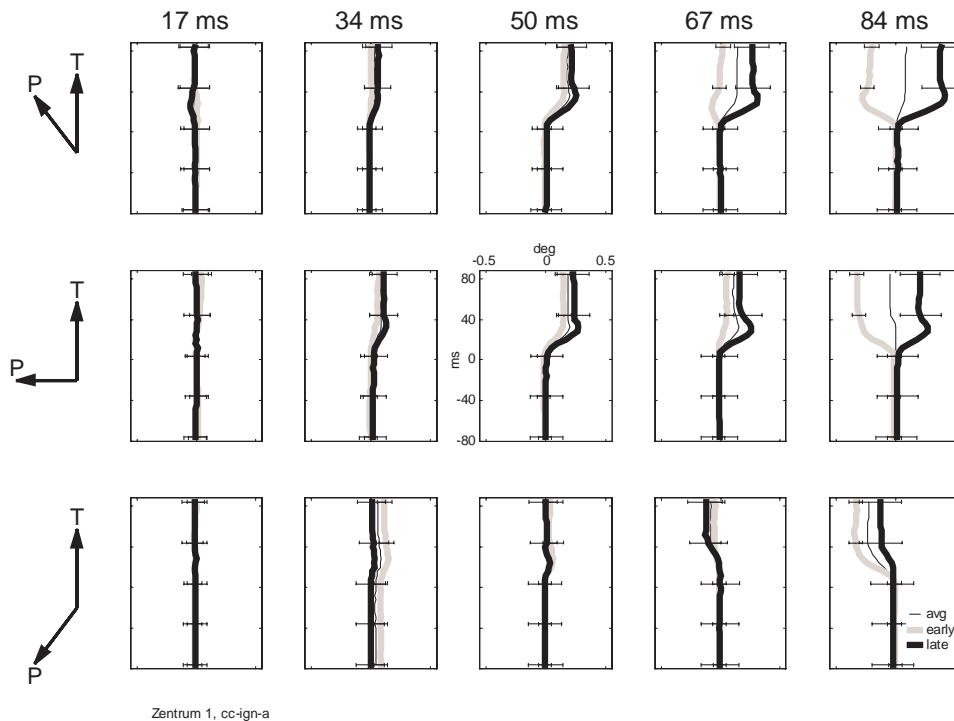 17 ms 34 ms 50 ms 67 ms 84 ms
T
P
deg
-0.5 0 0.5
T
P
80
40
0
-40
-80
ms
T
P
avg
early
late
Zentrum 1, cc-ign-a